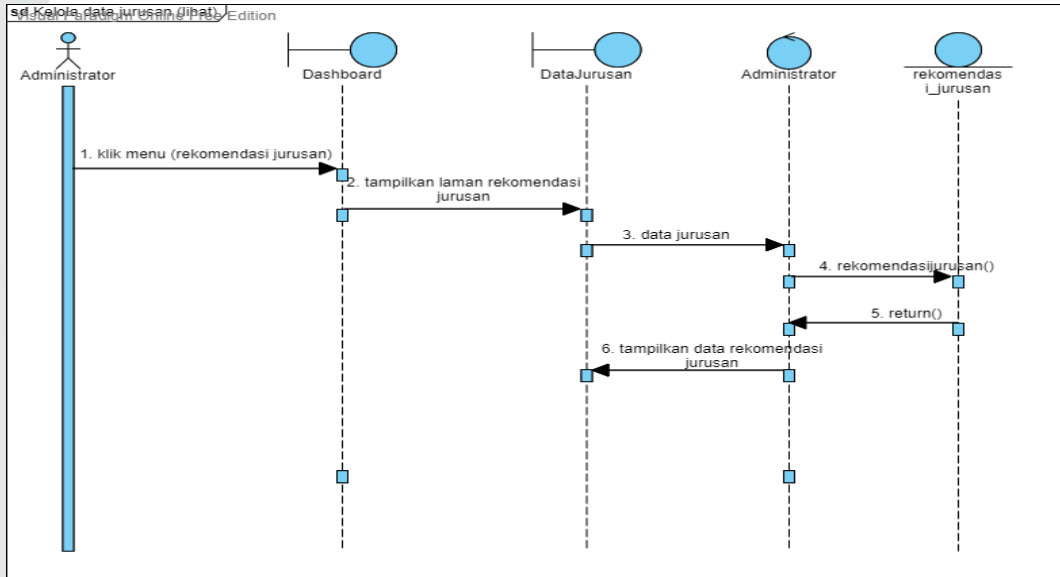 sd Kelola data jurusan (lihat)
Visual Paradigm Online Free Edition
Administrator
Dashboard
DataJurusan
Administrator
rekomendas
i_jurusan
1. klik menu (rekomendasi jurusan)
2. tampilkan laman rekomendasi
jurusan
3. data jurusan
4. rekomendasijurusan()
5. return()
6. tampilkan data rekomendasi
jurusan